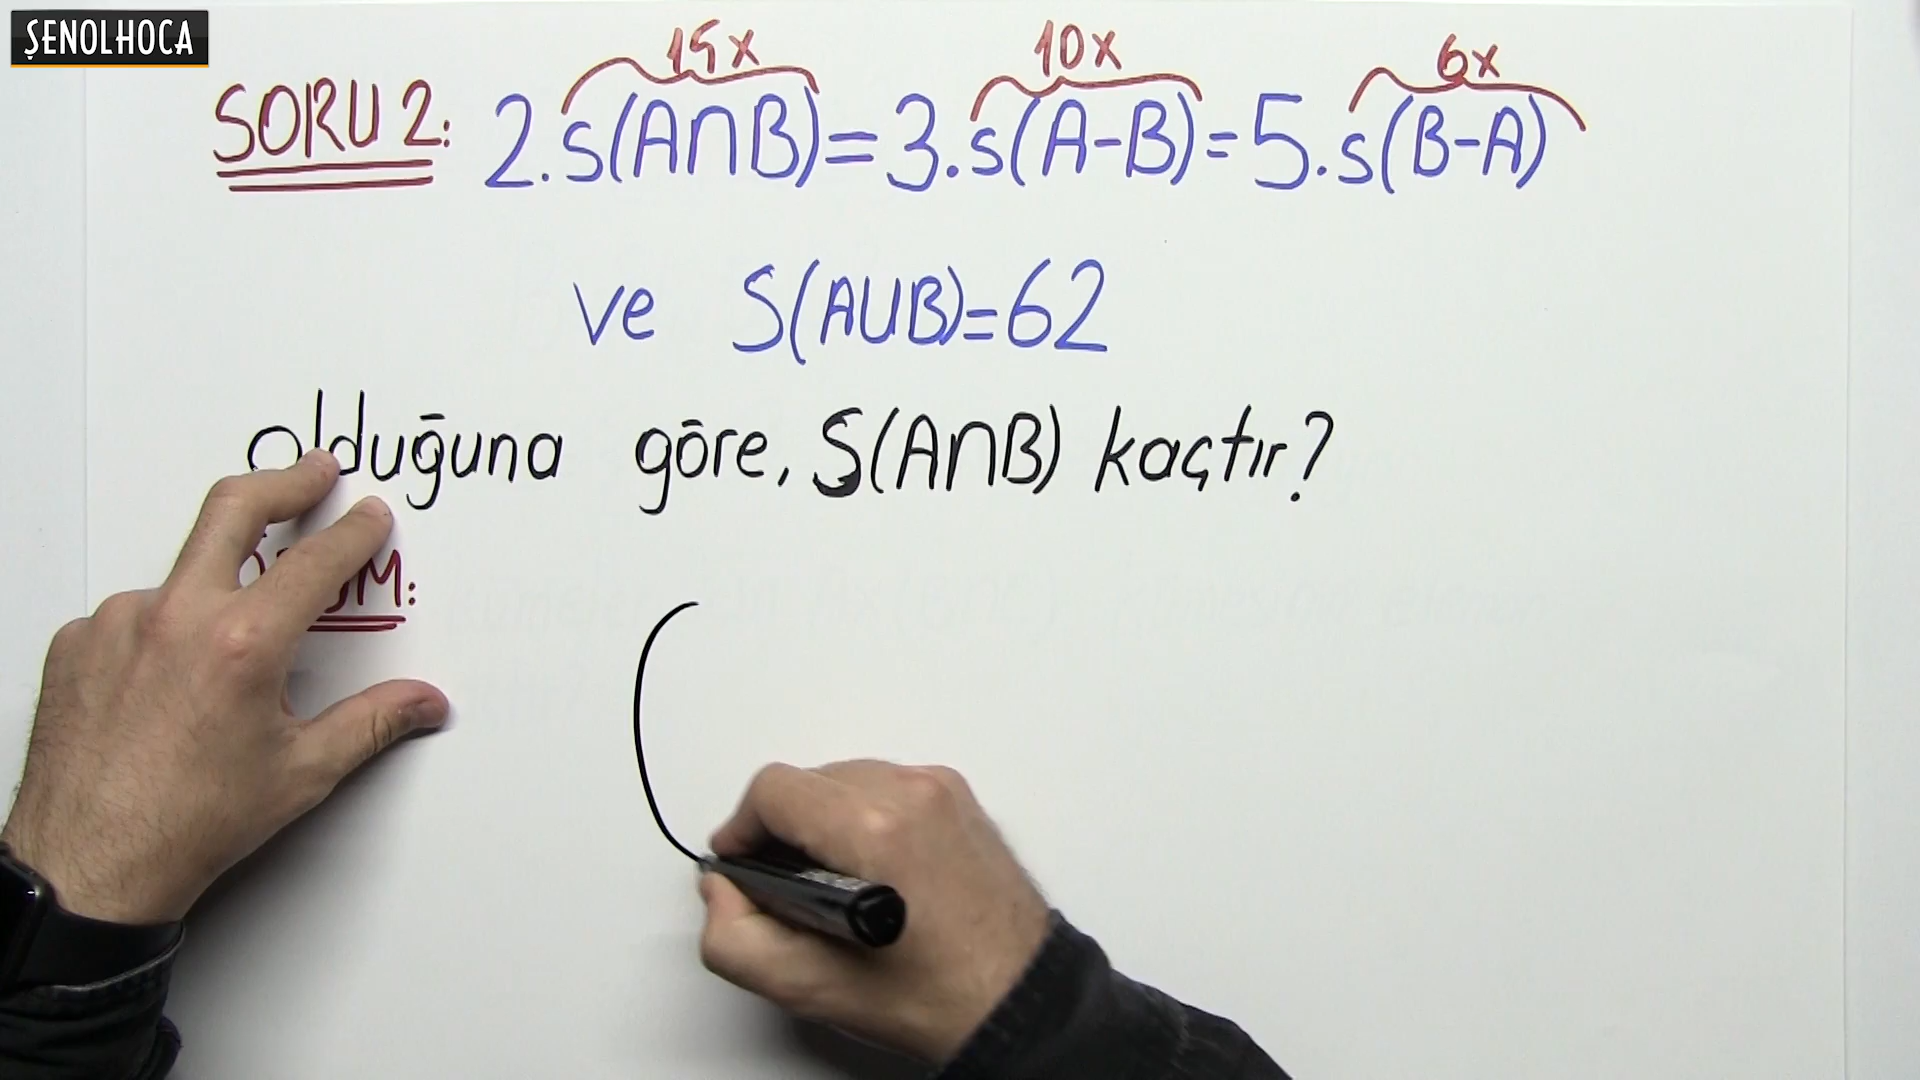 ŞENOLHOCA
15x 10x 6x
SORU 2: 2.s(A∩B)=3.s(A-B)=5.s(B-A)
ve S(AUB)=62
olduğuna göre, S(A∩B) kaçtır?